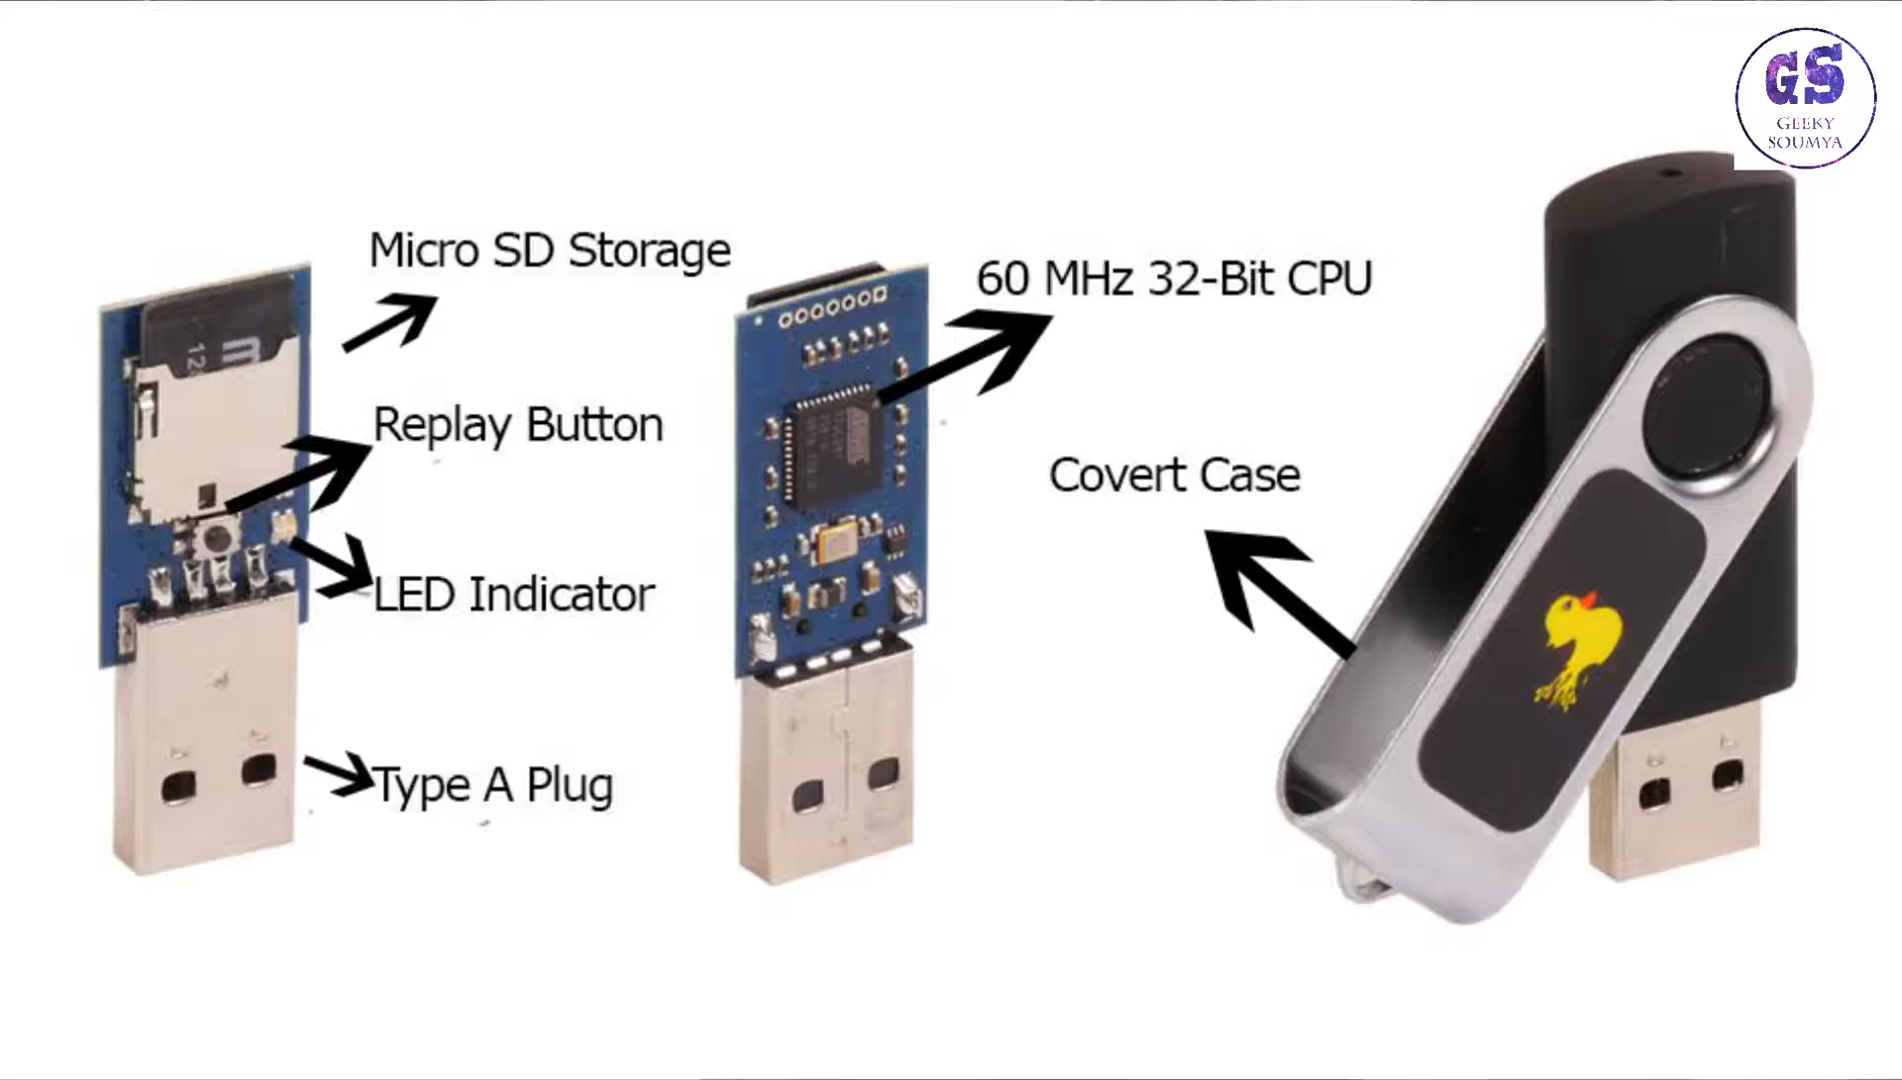 GS
GEEKY
SOUMYA
Micro SD Storage
60 MHz 32-Bit CPU
Replay Button
Covert Case
LED Indicator
Type A Plug